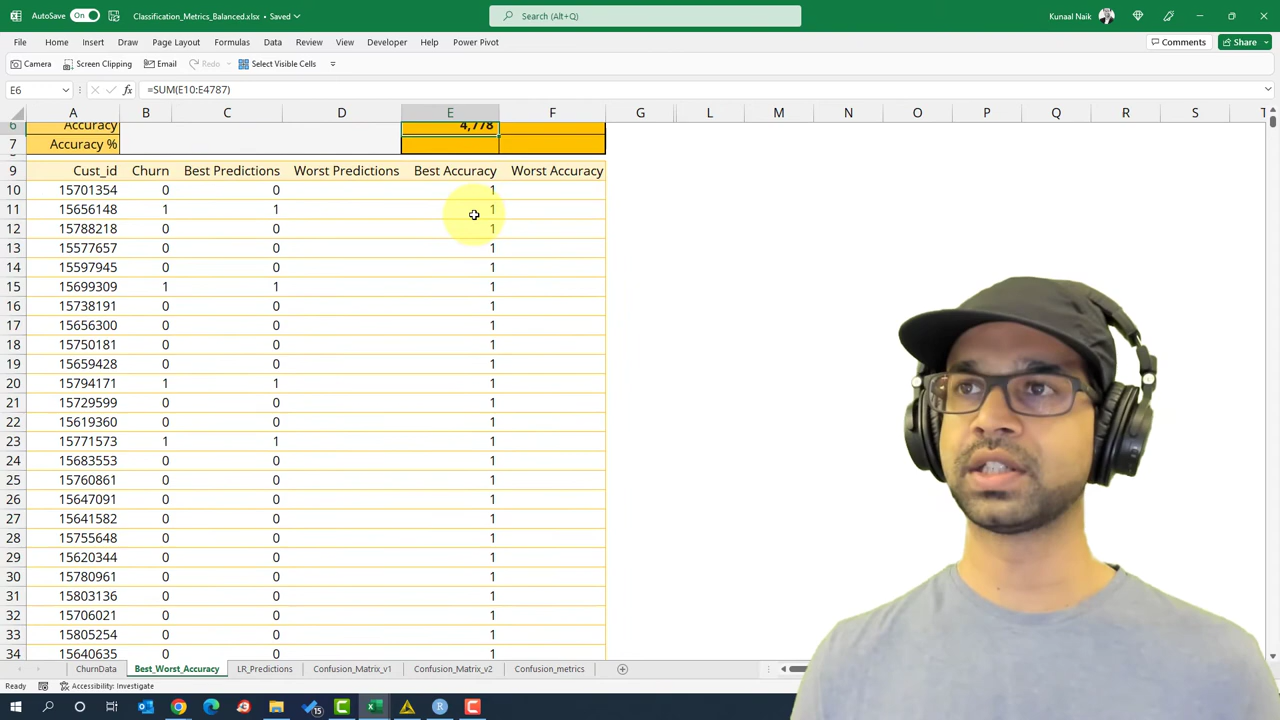 AutoSave On Classification_Metrics_Balanced.xlsx • Saved Search (Alt+Q) Kunaal Naik
File Home Insert Draw Page Layout Formulas Data Review View Developer Help Power Pivot Comments Share
Camera Screen Clipping Email Redo Select Visible Cells
E6 fx =SUM(E10:E4787)
A B C D E F G L M N O P Q R S T
6 Accuracy 4,778
7 Accuracy %
9 Cust_id Churn Best Predictions Worst Predictions Best Accuracy Worst Accuracy
10 15701354 0 0 1
11 15656148 1 1 1
12 15788218 0 0 1
13 15577657 0 0 1
14 15597945 0 0 1
15 15699309 1 1 1
16 15738191 0 0 1
17 15656300 0 0 1
18 15750181 0 0 1
19 15659428 0 0 1
20 15794171 1 1 1
21 15729599 0 0 1
22 15619360 0 0 1
23 15771573 1 1 1
24 15683553 0 0 1
25 15760861 0 0 1
26 15647091 0 0 1
27 15641582 0 0 1
28 15755648 0 0 1
29 15620344 0 0 1
30 15780961 0 0 1
31 15803136 0 0 1
32 15706021 0 0 1
33 15805254 0 0 1
34 15640635 0 0 1
ChurnData Best_Worst_Accuracy LR_Predictions Confusion_Matrix_v1 Confusion_Matrix_v2 Confusion_metrics
Ready Accessibility: Investigate
15 R